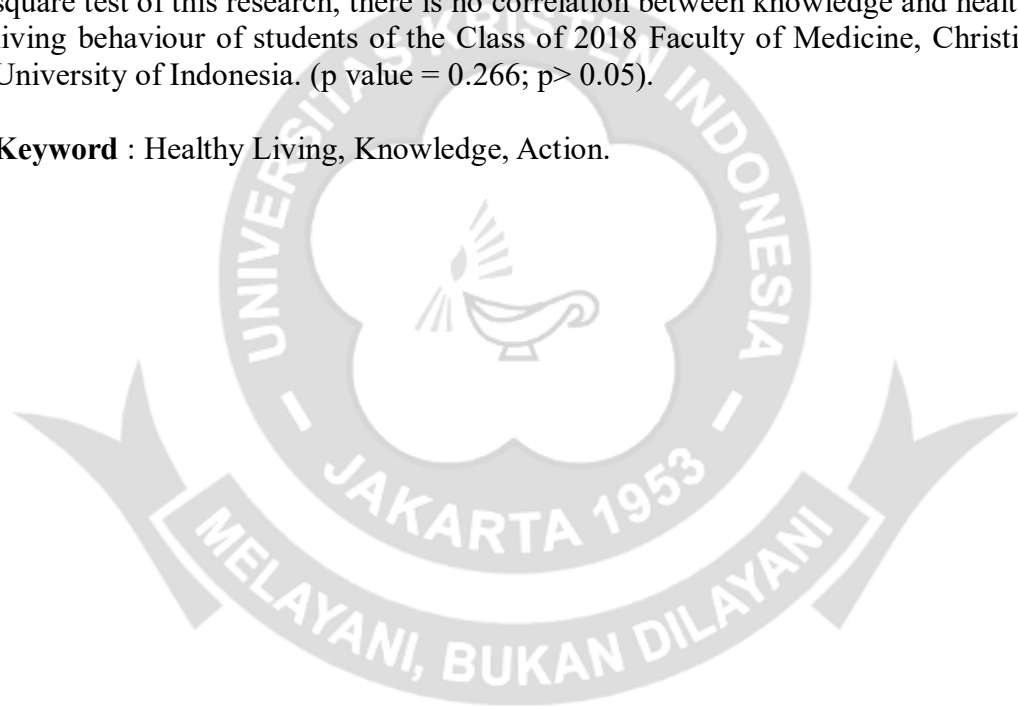 square test of this research, there is no correlation between knowledge and healt
iving behaviour of students of the Class of 2018 Faculty of Medicine, Christi
University of Indonesia. (p value = 0.266; p> 0.05).
Keyword : Healthy Living, Knowledge, Action.
UNIVERSITAS KRISTEN INDONESIA
JAKARTA 1953
MELAYANI, BUKAN DILAYANI